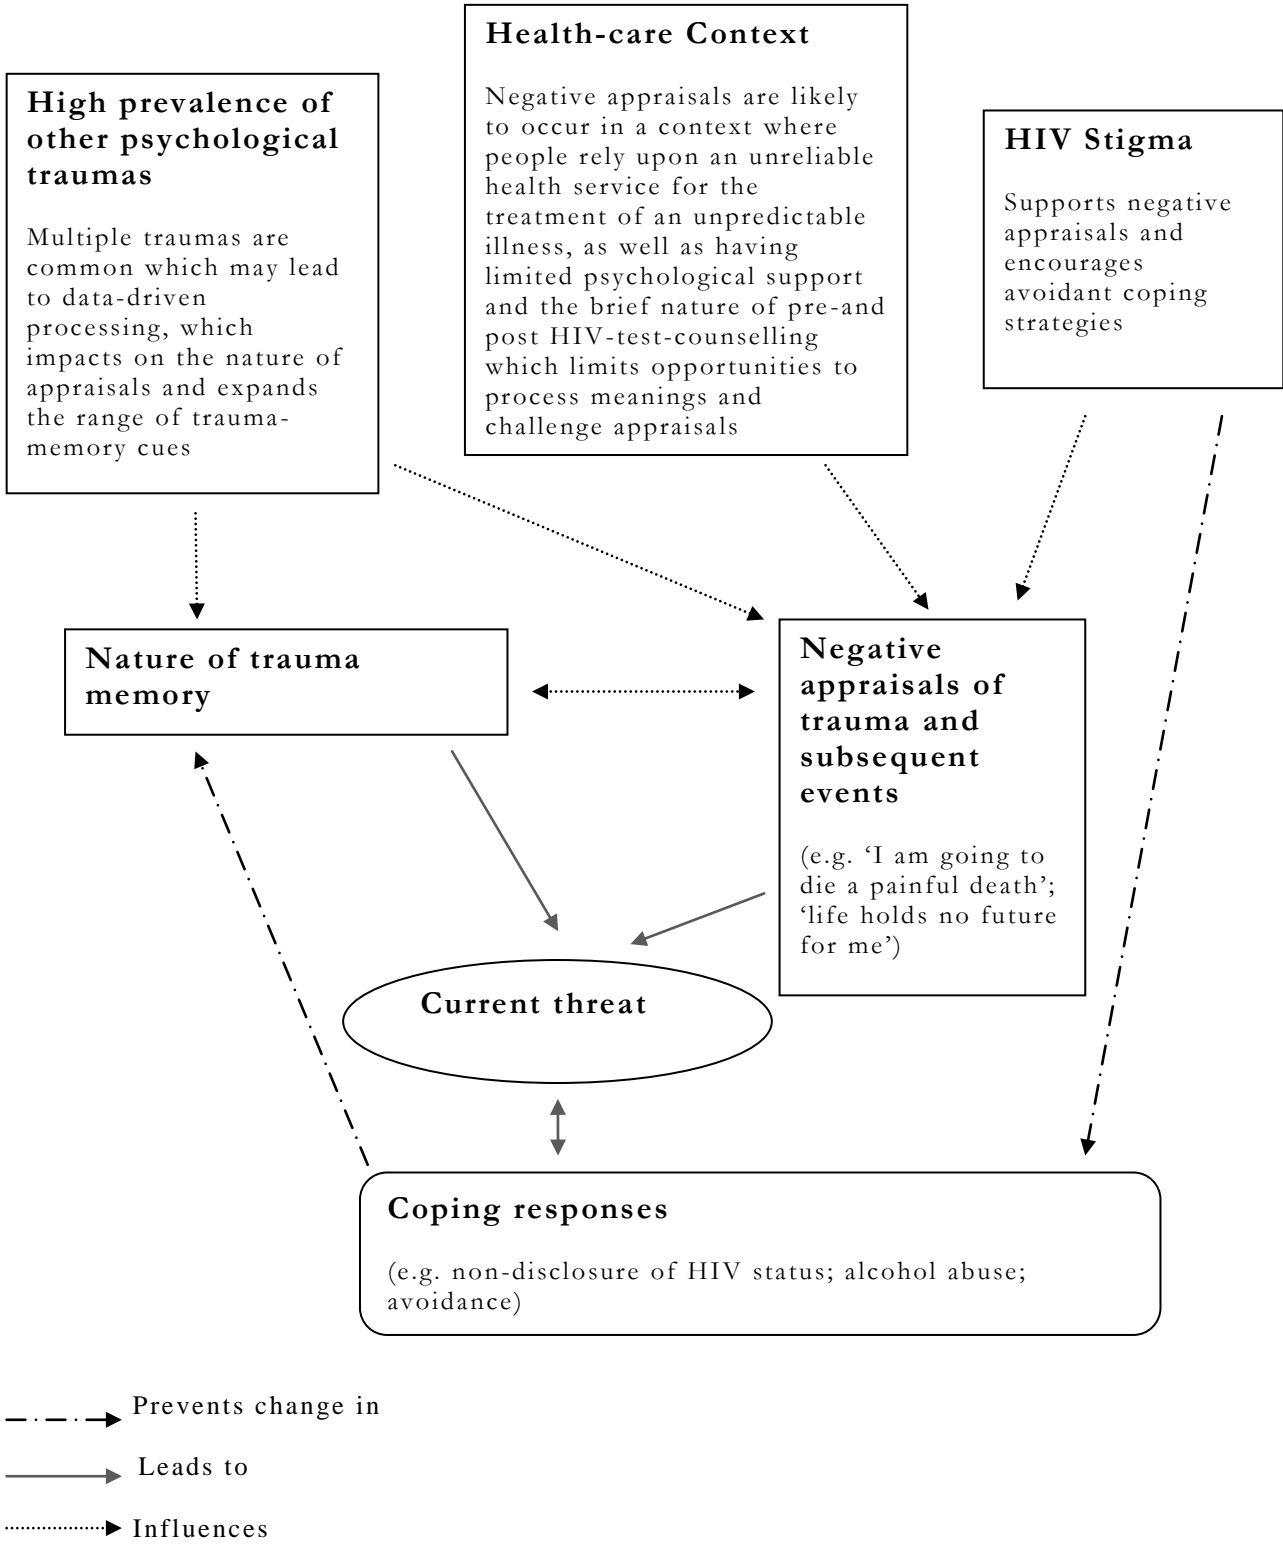 High prevalence of
other psychological
traumas
Multiple traumas are
common which may lead
to data-driven
processing, which
impacts on the nature of
appraisals and expands
the range of trauma-
memory cues
Health-care Context
Negative appraisals are likely
to occur in a context where
people rely upon an unreliable
health service for the
treatment of an unpredictable
illness, as well as having
limited psychological support
and the brief nature of pre-and
post HIV-test-counselling
which limits opportunities to
process meanings and
challenge appraisals
HIV Stigma
Supports negative
appraisals and
encourages
avoidant coping
strategies
Nature of trauma
memory
Negative
appraisals of
trauma and
subsequent
events
(e.g. ‘I am going to
die a painful death’;
‘life holds no future
for me’)
Current threat
Coping responses
(e.g. non-disclosure of HIV status; alcohol abuse;
avoidance)
Prevents change in
Leads to
Influences